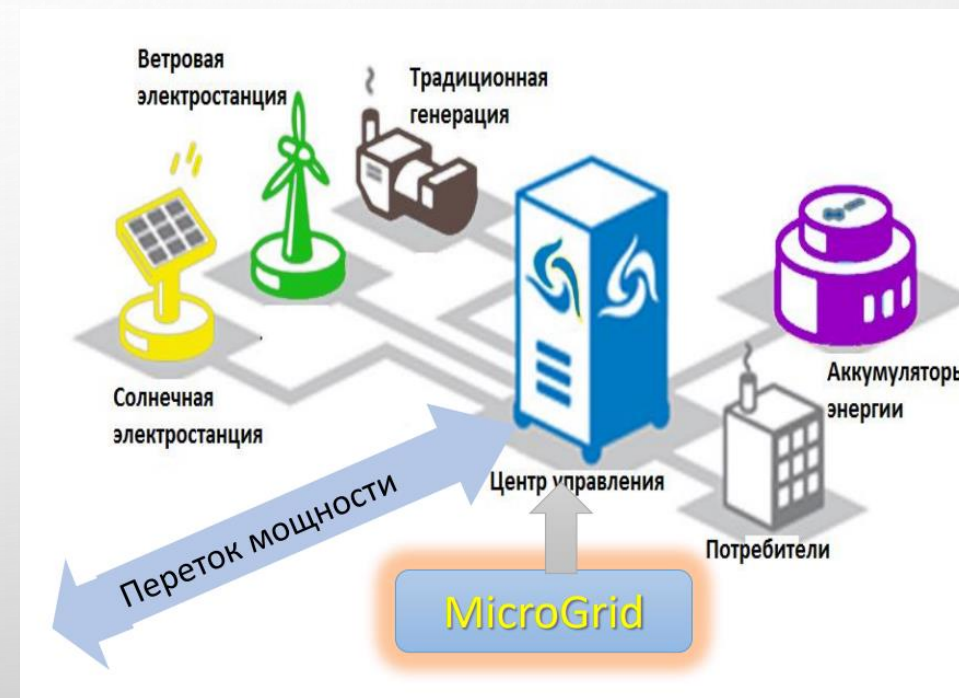 Ветровая
электростанция
Традиционная
генерация
Солнечная
электростанция
Аккумуляторы
энергии
Центр управления
Потребители
Переток мощности
MicroGrid